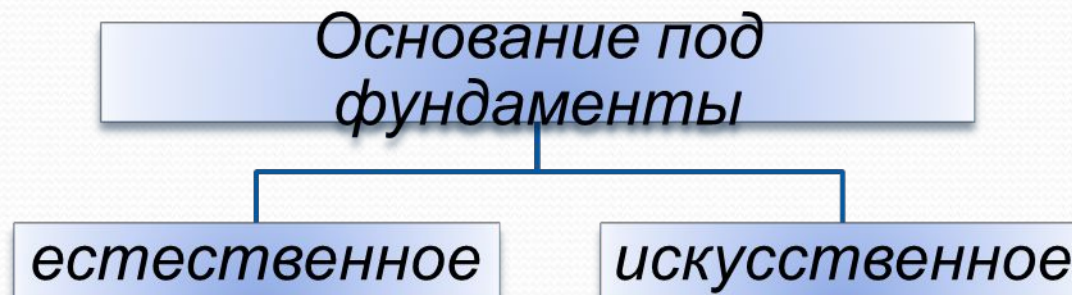 Основание под
фундаменты
естественное
искусственное